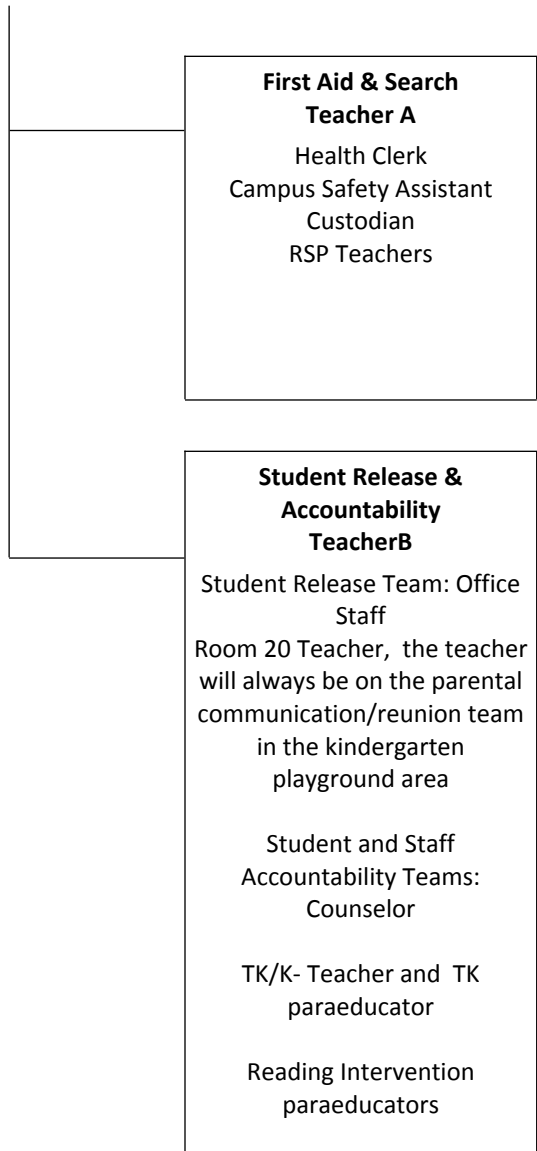 First Aid & Search
Teacher A
Health Clerk
Campus Safety Assistant
Custodian
RSP Teachers
Student Release &
Accountability
TeacherB
Student Release Team: Office
Staff
Room 20 Teacher, the teacher
will always be on the parental
communication/reunion team
in the kindergarten
playground area
Student and Staff
Accountability Teams:
Counselor
TK/K- Teacher and TK
paraeducator
Reading Intervention
paraeducators